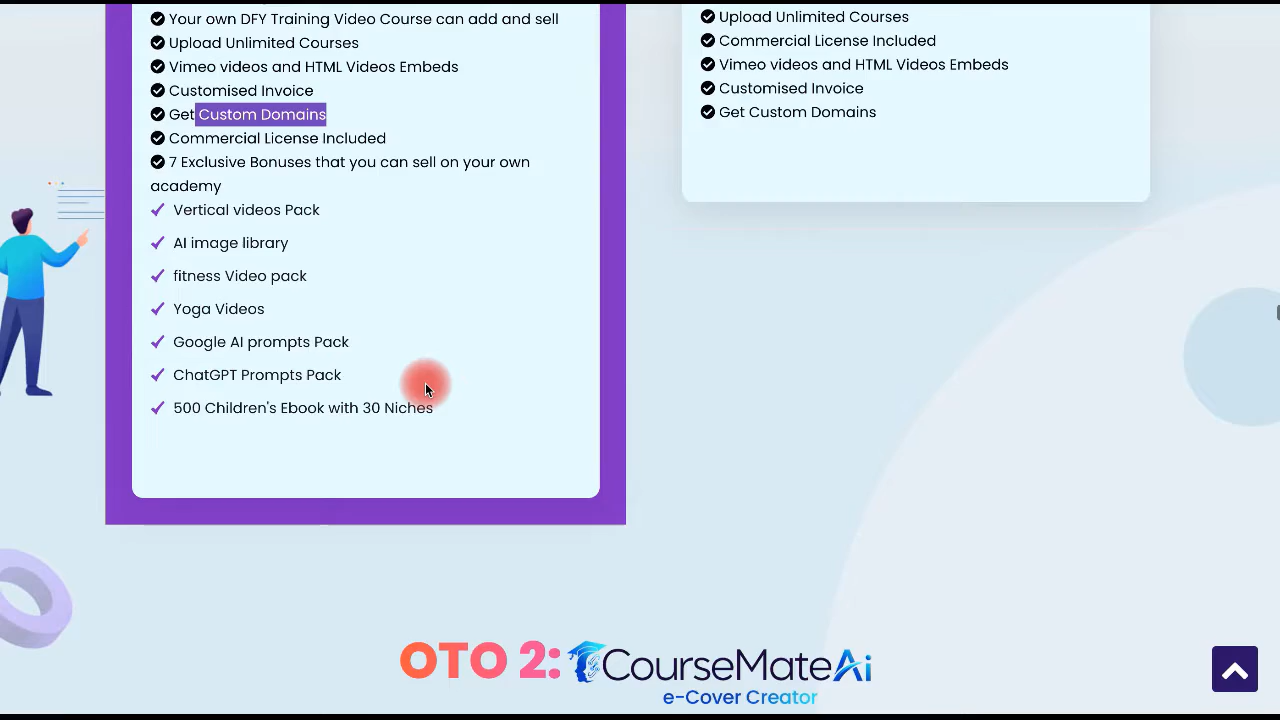 Your own DFY Training Video Course can add and sell
Upload Unlimited Courses
Vimeo videos and HTML Videos Embeds
Customised Invoice
Get Custom Domains
Commercial License Included
7 Exclusive Bonuses that you can sell on your own
academy
Vertical videos Pack
AI image library
fitness Video pack
Yoga Videos
Google AI prompts Pack
ChatGPT Prompts Pack
500 Children's Ebook with 30 Niches
Upload Unlimited Courses
Commercial License Included
Vimeo videos and HTML Videos Embeds
Customised Invoice
Get Custom Domains
OTO 2: CourseMateAi
e-Cover Creator